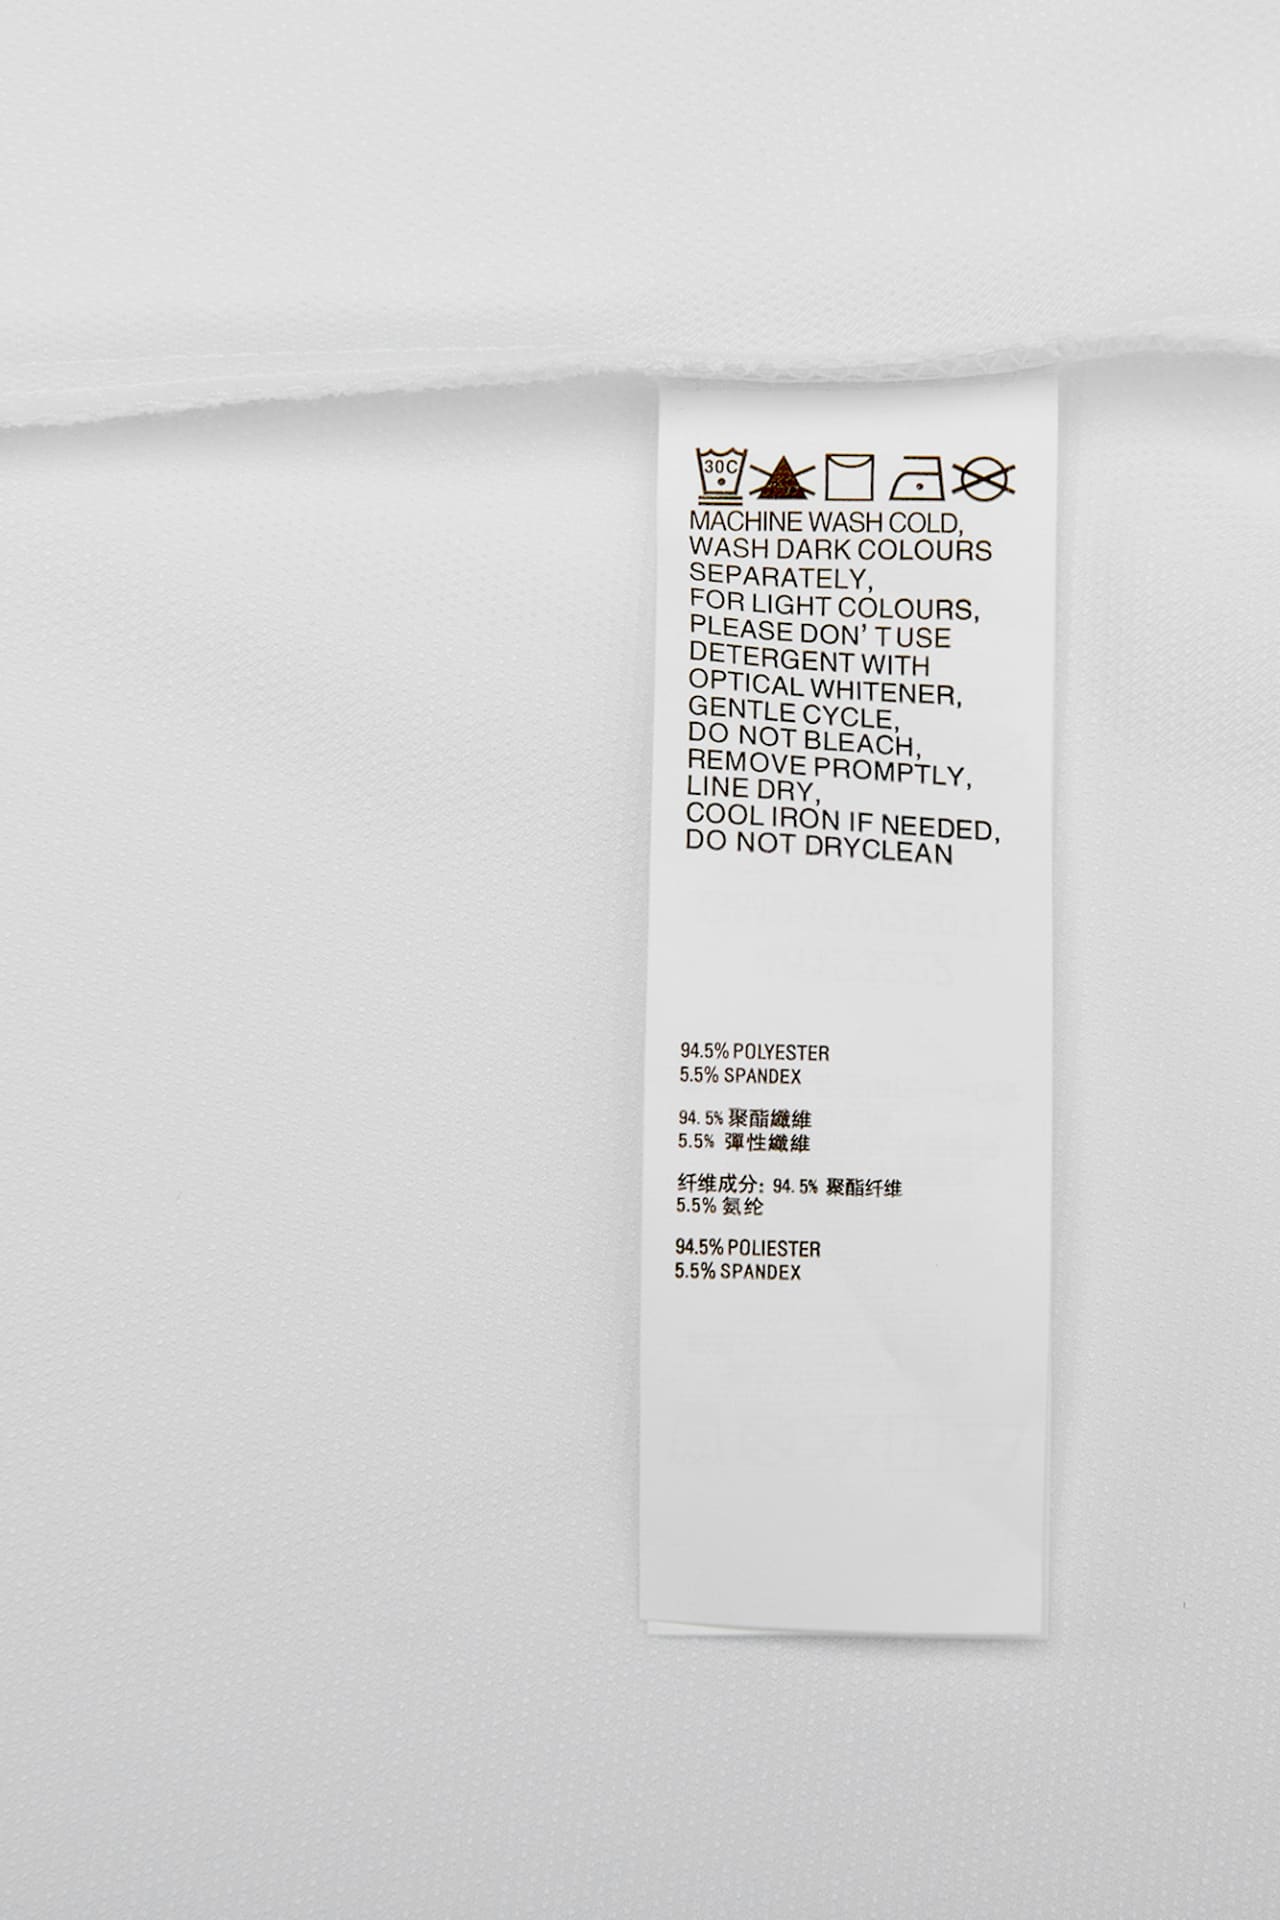 30C
MACHINE WASH COLD,
WASH DARK COLOURS
SEPARATELY,
FOR LIGHT COLOURS,
PLEASE DON' T USE
DETERGENT WITH
OPTICAL WHITENER,
GENTLE CYCLE,
DO NOT BLEACH,
REMOVE PROMPTLY,
LINE DRY,
COOL IRON IF NEEDED,
DO NOT DRYCLEAN
94.5% POLYESTER
5.5% SPANDEX
94.5% 聚酯纖維
5.5% 彈性纖維
纤维成分: 94.5% 聚酯纤维
5.5% 氨纶
94.5% POLIESTER
5.5% SPANDEX